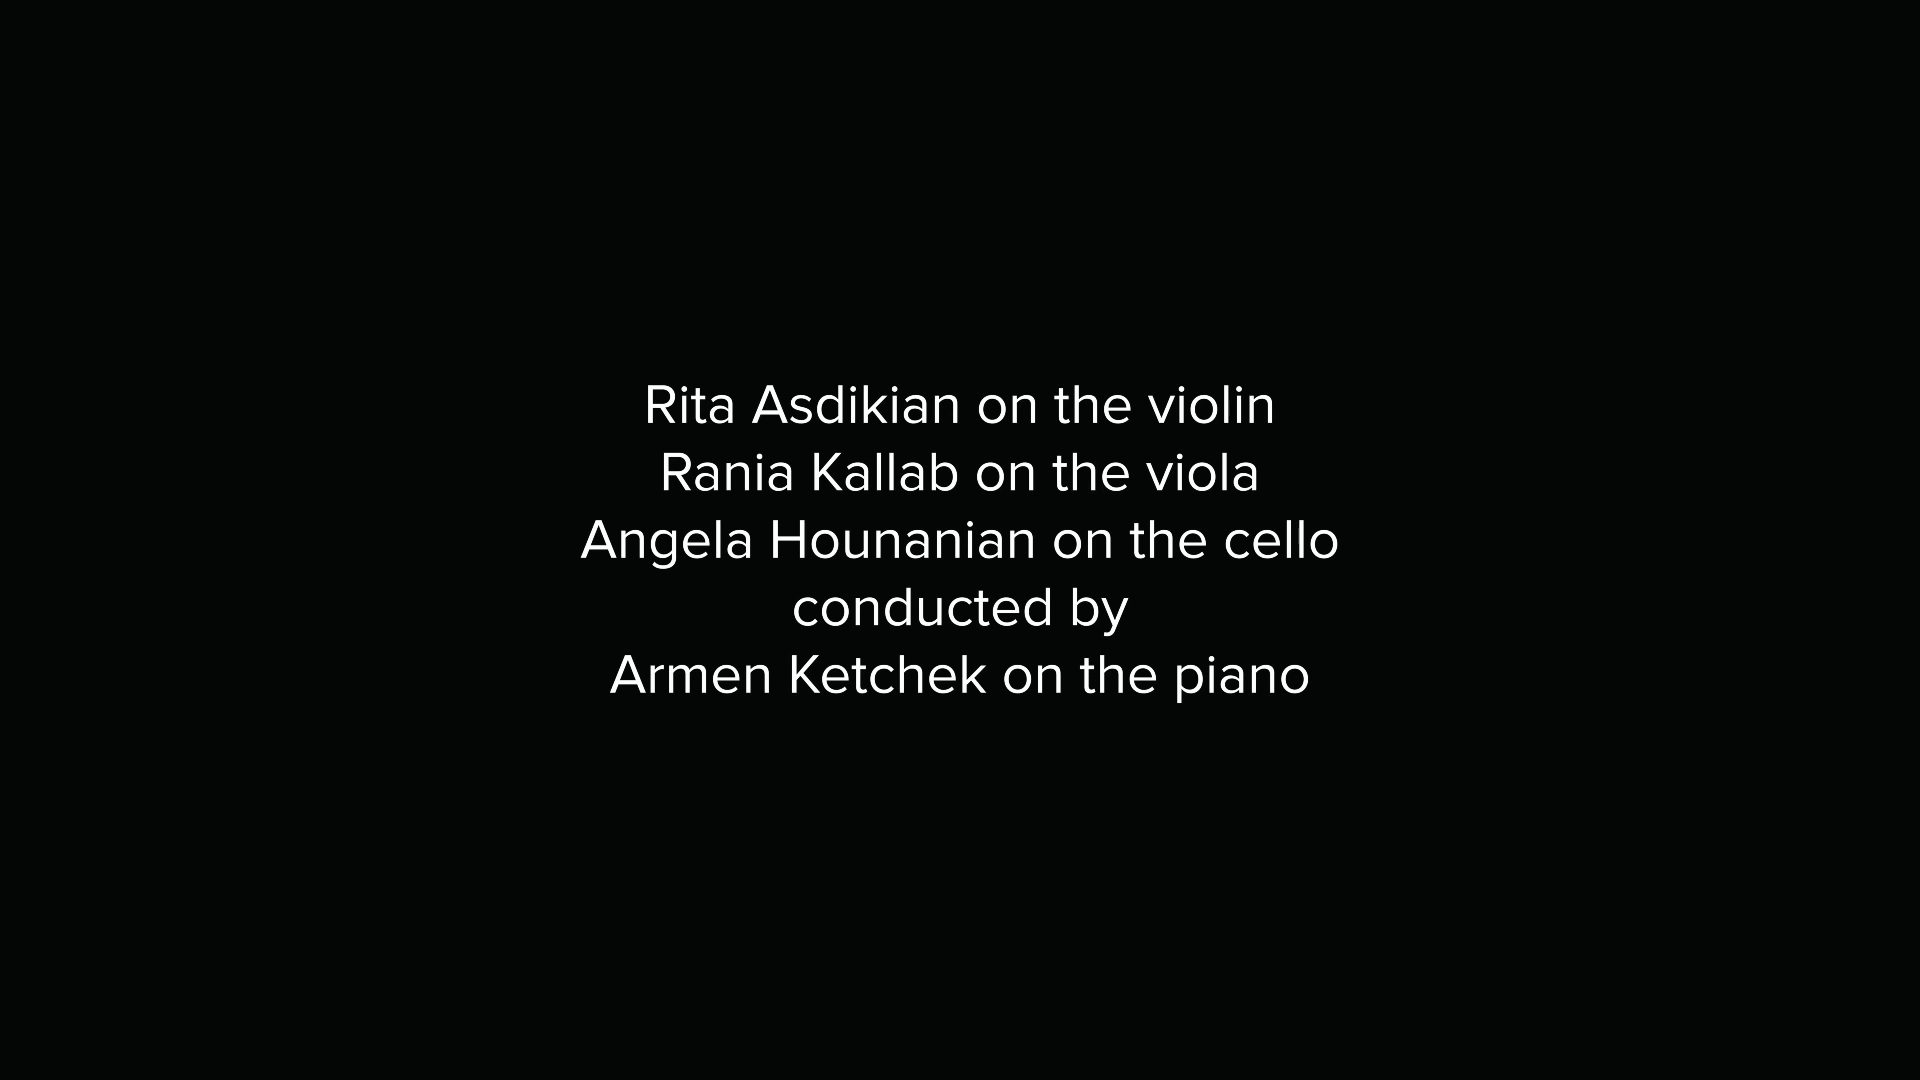 Rita Asdikian on the violin
Rania Kallab on the viola
Angela Hounanian on the cello
conducted by
Armen Ketchek on the piano